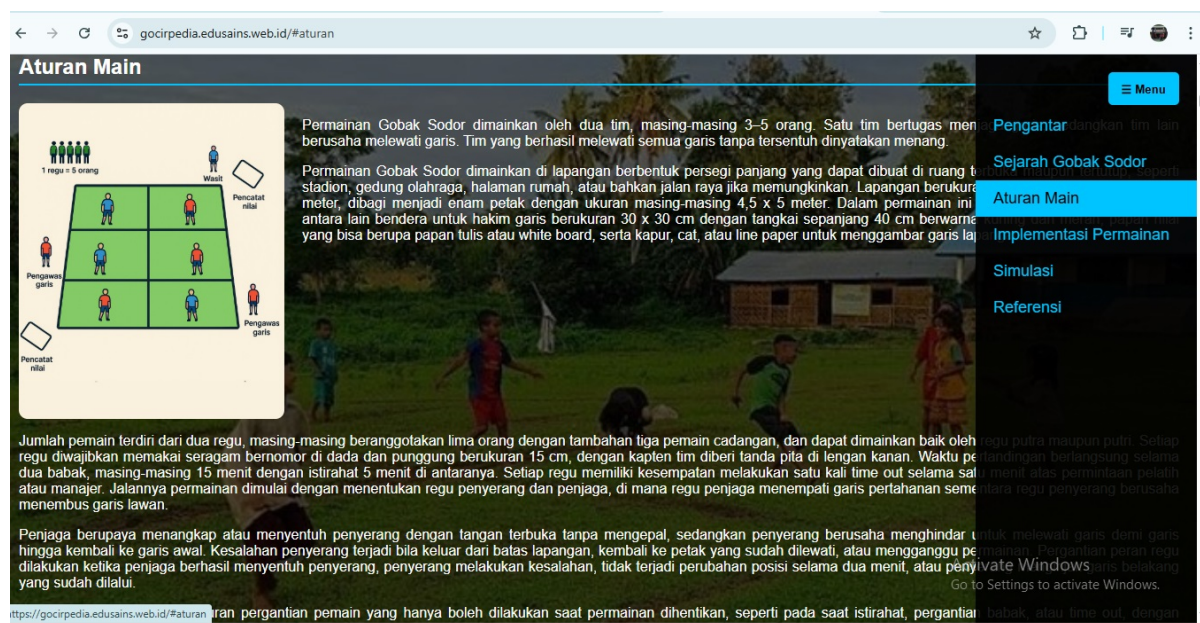 gocirpedia.edusains.web.id/#aturan
Aturan Main
☰ Menu
1 regu = 5 orang
Wasit
Pencatat
nilai
Pengawas
garis
Pengawas
garis
Pencatat
nilai
Permainan Gobak Sodor dimainkan oleh dua tim, masing-masing 3–5 orang. Satu tim bertugas men dangkan tim lain
berusaha melewati garis. Tim yang berhasil melewati semua garis tanpa tersentuh dinyatakan menang.
Permainan Gobak Sodor dimainkan di lapangan berbentuk persegi panjang yang dapat dibuat di ruang terbuka maupun tertutup, seperti
stadion, gedung olahraga, halaman rumah, atau bahkan jalan raya jika memungkinkan. Lapangan berukura
meter, dibagi menjadi enam petak dengan ukuran masing-masing 4,5 x 5 meter. Dalam permainan ini
antara lain bendera untuk hakim garis berukuran 30 x 30 cm dengan tangkai sepanjang 40 cm berwarna
yang bisa berupa papan tulis atau white board, serta kapur, cat, atau line paper untuk menggambar garis lap
Pengantar
Sejarah Gobak Sodor
Aturan Main
Implementasi Permainan
Simulasi
Referensi
Jumlah pemain terdiri dari dua regu, masing-masing beranggotakan lima orang dengan tambahan tiga pemain cadangan, dan dapat dimainkan baik oleh regu putra maupun putri. Setiap
regu diwajibkan memakai seragam bernomor di dada dan punggung berukuran 15 cm, dengan kapten tim diberi tanda pita di lengan kanan. Waktu pertandingan berlangsung selama
dua babak, masing-masing 15 menit dengan istirahat 5 menit di antaranya. Setiap regu memiliki kesempatan melakukan satu kali time out selama satu menit atas permintaan pelatih
atau manajer. Jalannya permainan dimulai dengan menentukan regu penyerang dan penjaga, di mana regu penjaga menempati garis pertahanan sementara regu penyerang berusaha
menembus garis lawan.
Penjaga berupaya menangkap atau menyentuh penyerang dengan tangan terbuka tanpa mengepal, sedangkan penyerang berusaha menghindar untuk melewati garis demi garis
hingga kembali ke garis awal. Kesalahan penyerang terjadi bila keluar dari batas lapangan, kembali ke petak yang sudah dilewati, atau mengganggu permainan. Pergantian peran regu
dilakukan ketika penjaga berhasil menyentuh penyerang, penyerang melakukan kesalahan, tidak terjadi perubahan posisi selama dua menit, atau peny garis belakang
yang sudah dilalui.
Activate Windows
Go to Settings to activate Windows.
https://gocirpedia.edusains.web.id/#aturan
uran pergantian pemain yang hanya boleh dilakukan saat permainan dihentikan, seperti pada saat istirahat, pergantian babak, atau time out, dengan